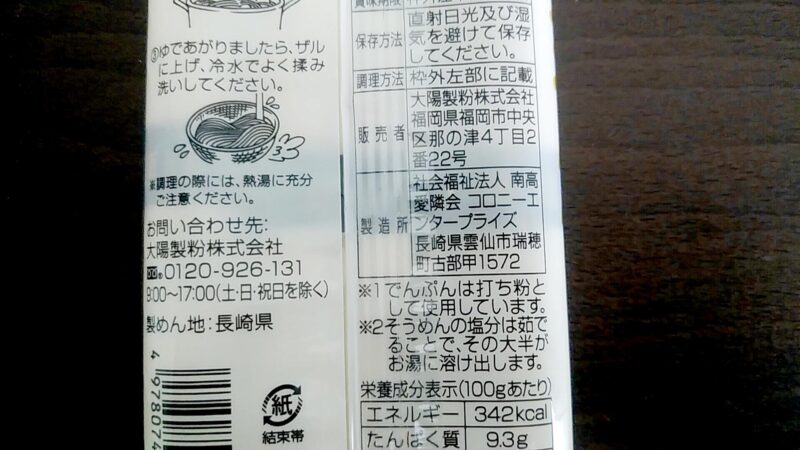 ③ゆであがりましたら、ザル
に上げ、冷水でよく揉み
洗いしてください。
※調理の際には、熱湯に充分
ご注意ください。
お問い合わせ先:
大陽製粉株式会社
0120-926-131
9:00〜17:00(土・日・祝日を除く)
製めん地:長崎県
4 978074
紙
結束帯
賞味期限
保存方法
直射日光及び湿
気を避けて保存
してください。
調理方法
枠外左部に記載
販売者
大陽製粉株式会社
福岡県福岡市中央
区那の津4丁目2
番22号
製造所
社会福祉法人 南高
愛隣会 コロニーエ
ンタープライズ
長崎県雲仙市瑞穂
町古部甲1572
※1でんぷんは打ち粉と
して使用しています。
※2そうめんの塩分は茹で
ることで、その大半が
お湯に溶け出します。
栄養成分表示(100gあたり)
エネルギー 342kcal
たんぱく質 9.3g